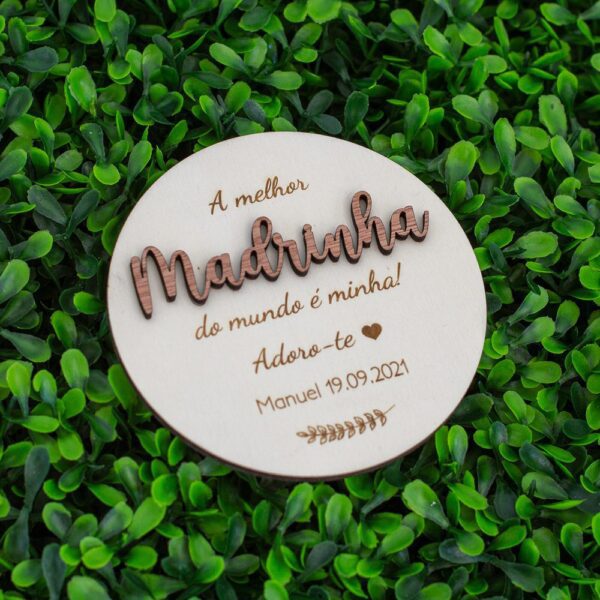 A melhor
Madrinha
do mundo é minha!
Adoro-te ♥
Manuel 19.09.2021